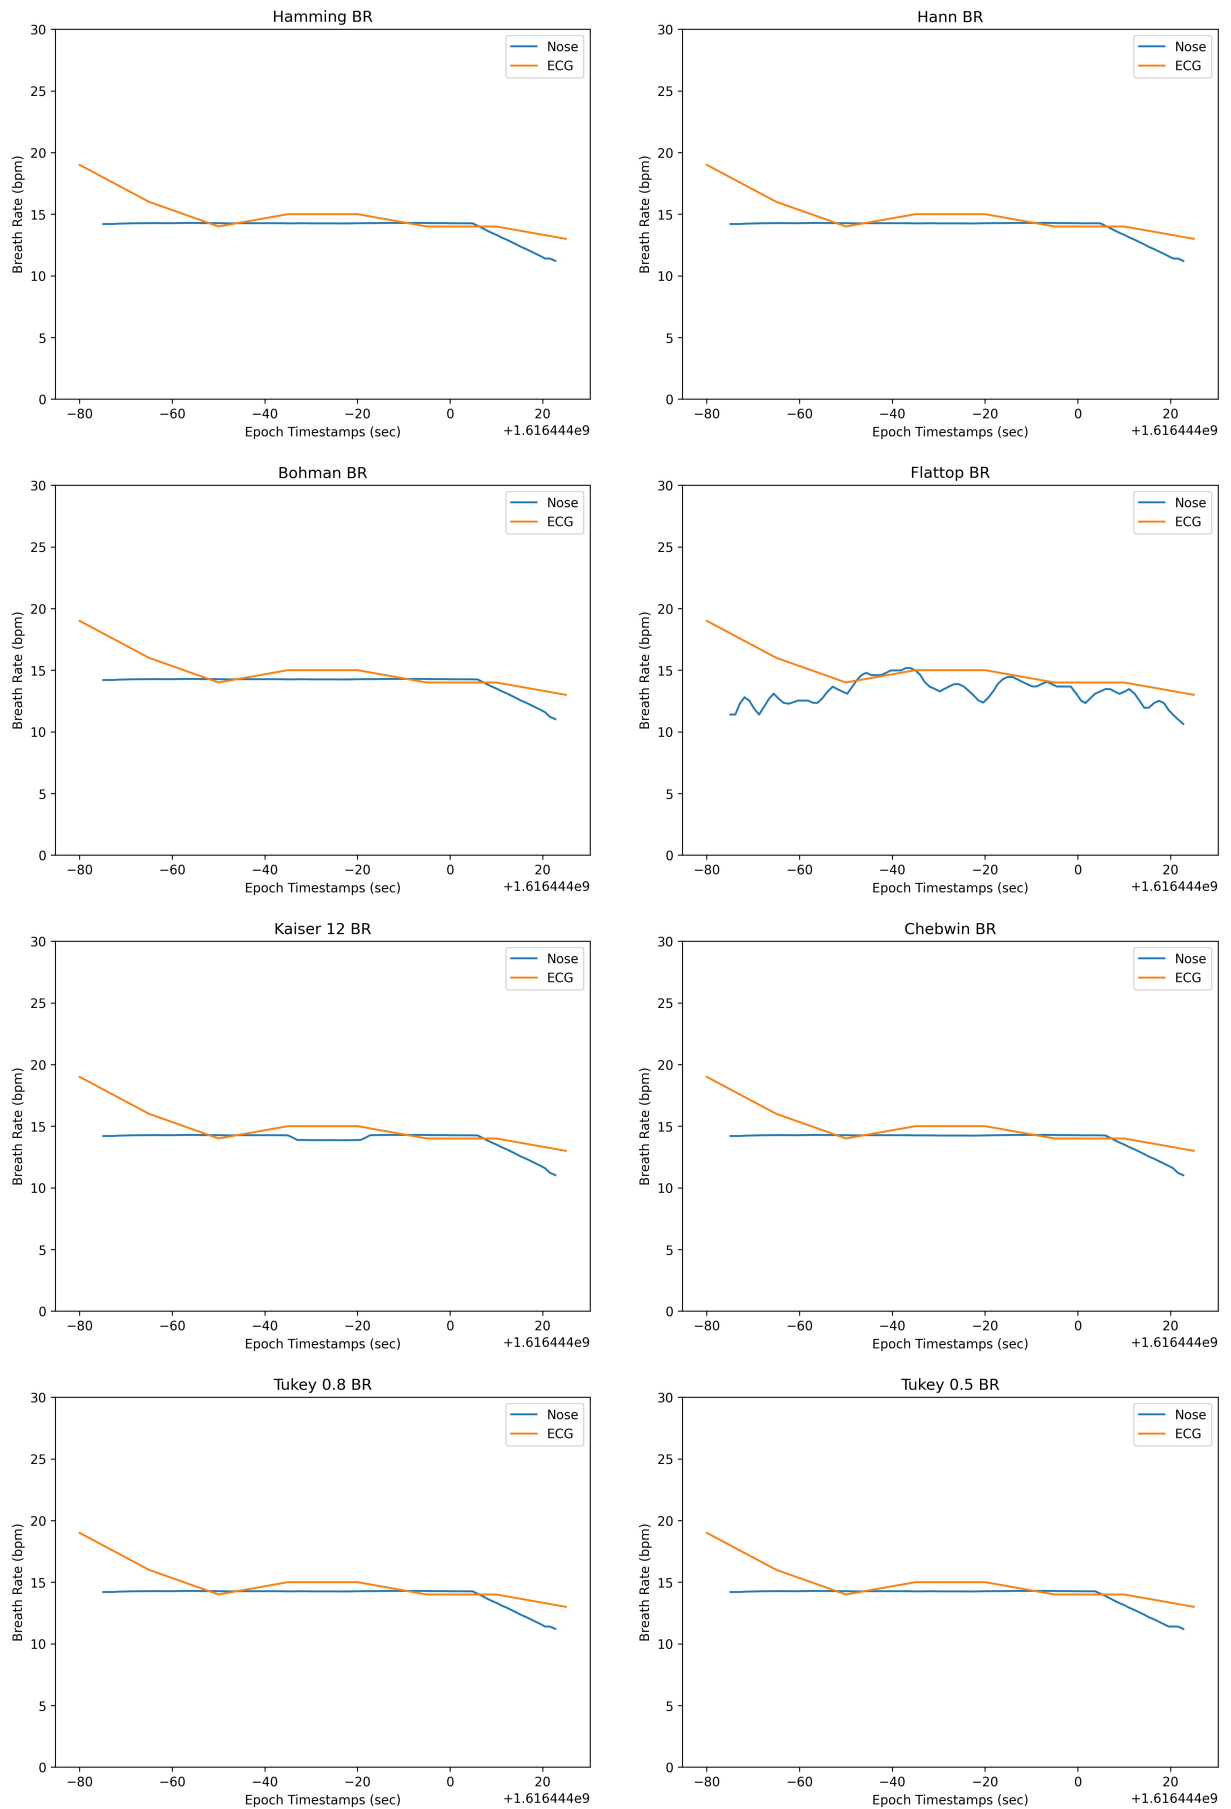 Hamming BR
Hann BR
30
25
20
15
10
5
0
Breath Rate (bpm)
Nose
ECG
−80
−60
−40
−20
0
20
Epoch Timestamps (sec)
+1.616444e9
30
25
20
15
10
5
0
Breath Rate (bpm)
Nose
ECG
−80
−60
−40
−20
0
20
Epoch Timestamps (sec)
+1.616444e9
Bohman BR
Flattop BR
30
25
20
15
10
5
0
Breath Rate (bpm)
Nose
ECG
−80
−60
−40
−20
0
20
Epoch Timestamps (sec)
+1.616444e9
30
25
20
15
10
5
0
Breath Rate (bpm)
Nose
ECG
−80
−60
−40
−20
0
20
Epoch Timestamps (sec)
+1.616444e9
Kaiser 12 BR
Chebwin BR
30
25
20
15
10
5
0
Breath Rate (bpm)
Nose
ECG
−80
−60
−40
−20
0
20
Epoch Timestamps (sec)
+1.616444e9
30
25
20
15
10
5
0
Breath Rate (bpm)
Nose
ECG
−80
−60
−40
−20
0
20
Epoch Timestamps (sec)
+1.616444e9
Tukey 0.8 BR
Tukey 0.5 BR
30
25
20
15
10
5
0
Breath Rate (bpm)
Nose
ECG
−80
−60
−40
−20
0
20
Epoch Timestamps (sec)
+1.616444e9
30
25
20
15
10
5
0
Breath Rate (bpm)
Nose
ECG
−80
−60
−40
−20
0
20
Epoch Timestamps (sec)
+1.616444e9